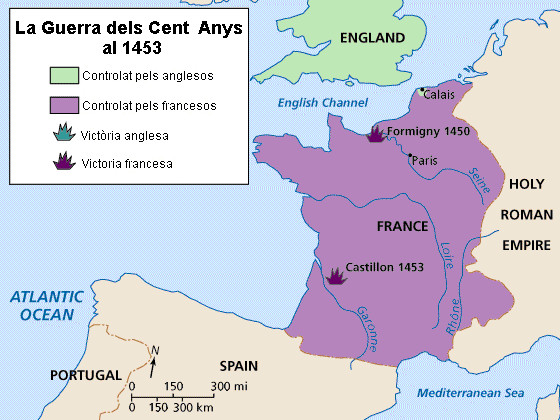 La Guerra dels Cent Anys
al 1453
Controlat pels anglesos
Controlat pels francesos
Victòria anglesa
Victoria francesa
ENGLAND
English Channel
Calais
Formigny 1450
Paris
Seine
HOLY
ROMAN
EMPIRE
FRANCE
Loire
Castillon 1453
Rhône
Garonne
ATLANTIC
OCEAN
PORTUGAL
SPAIN
N
0 150 300 mi
0 150 300 km
Mediterranean Sea